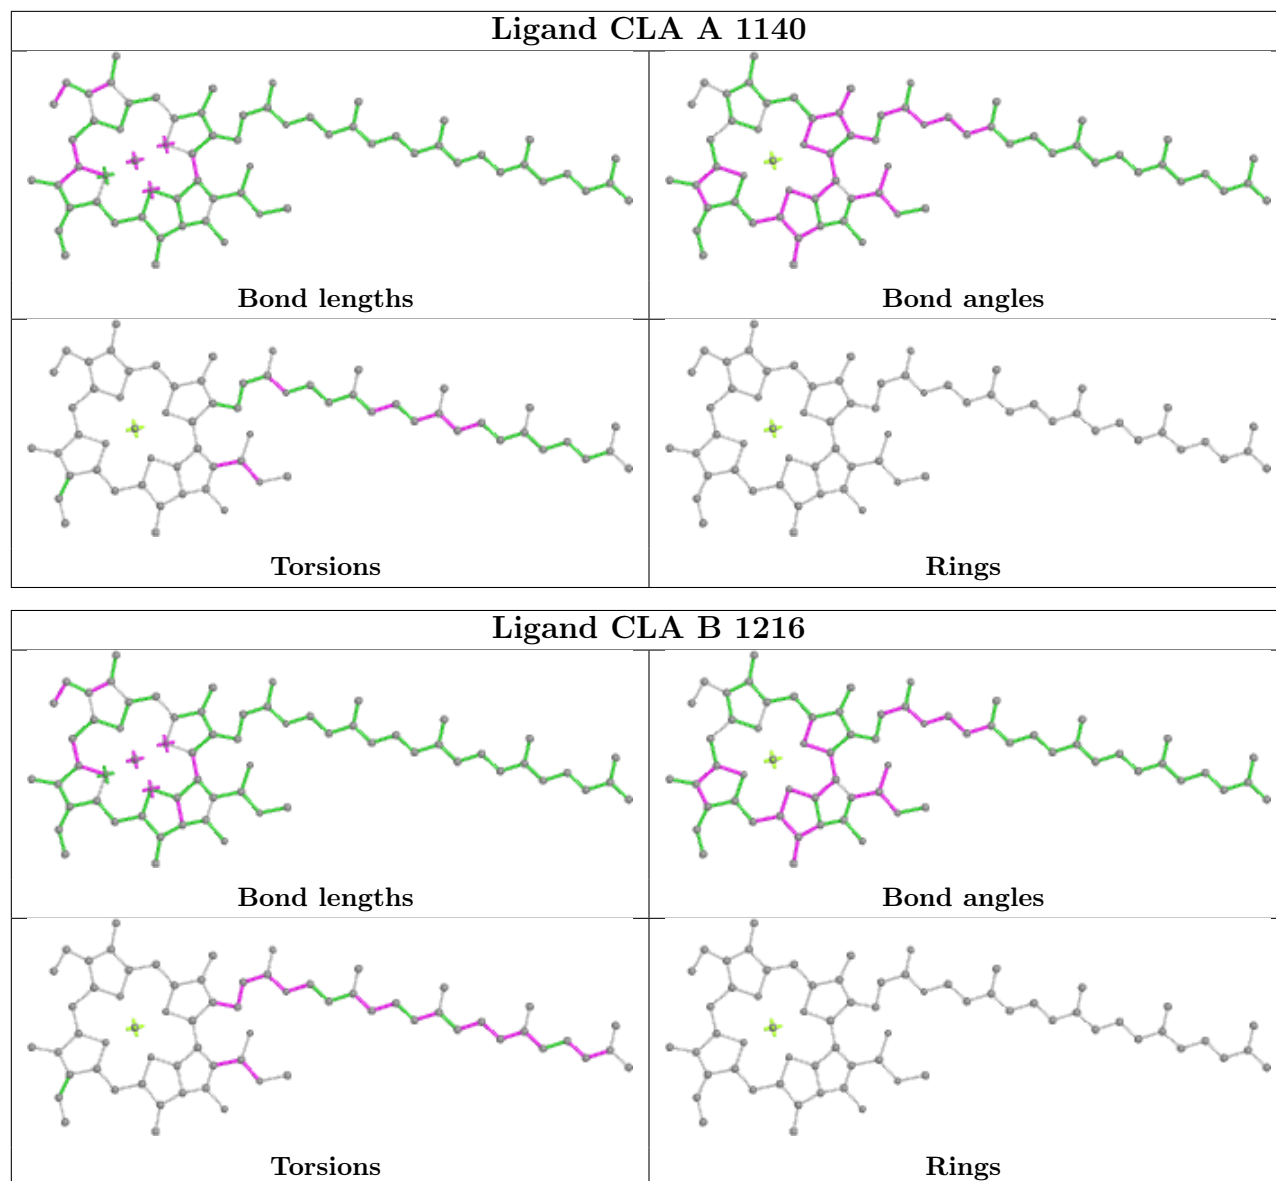 Ligand CLA A 1140
Bond lengths
Bond angles
Torsions
Rings
Ligand CLA B 1216
Bond lengths
Bond angles
Torsions
Rings